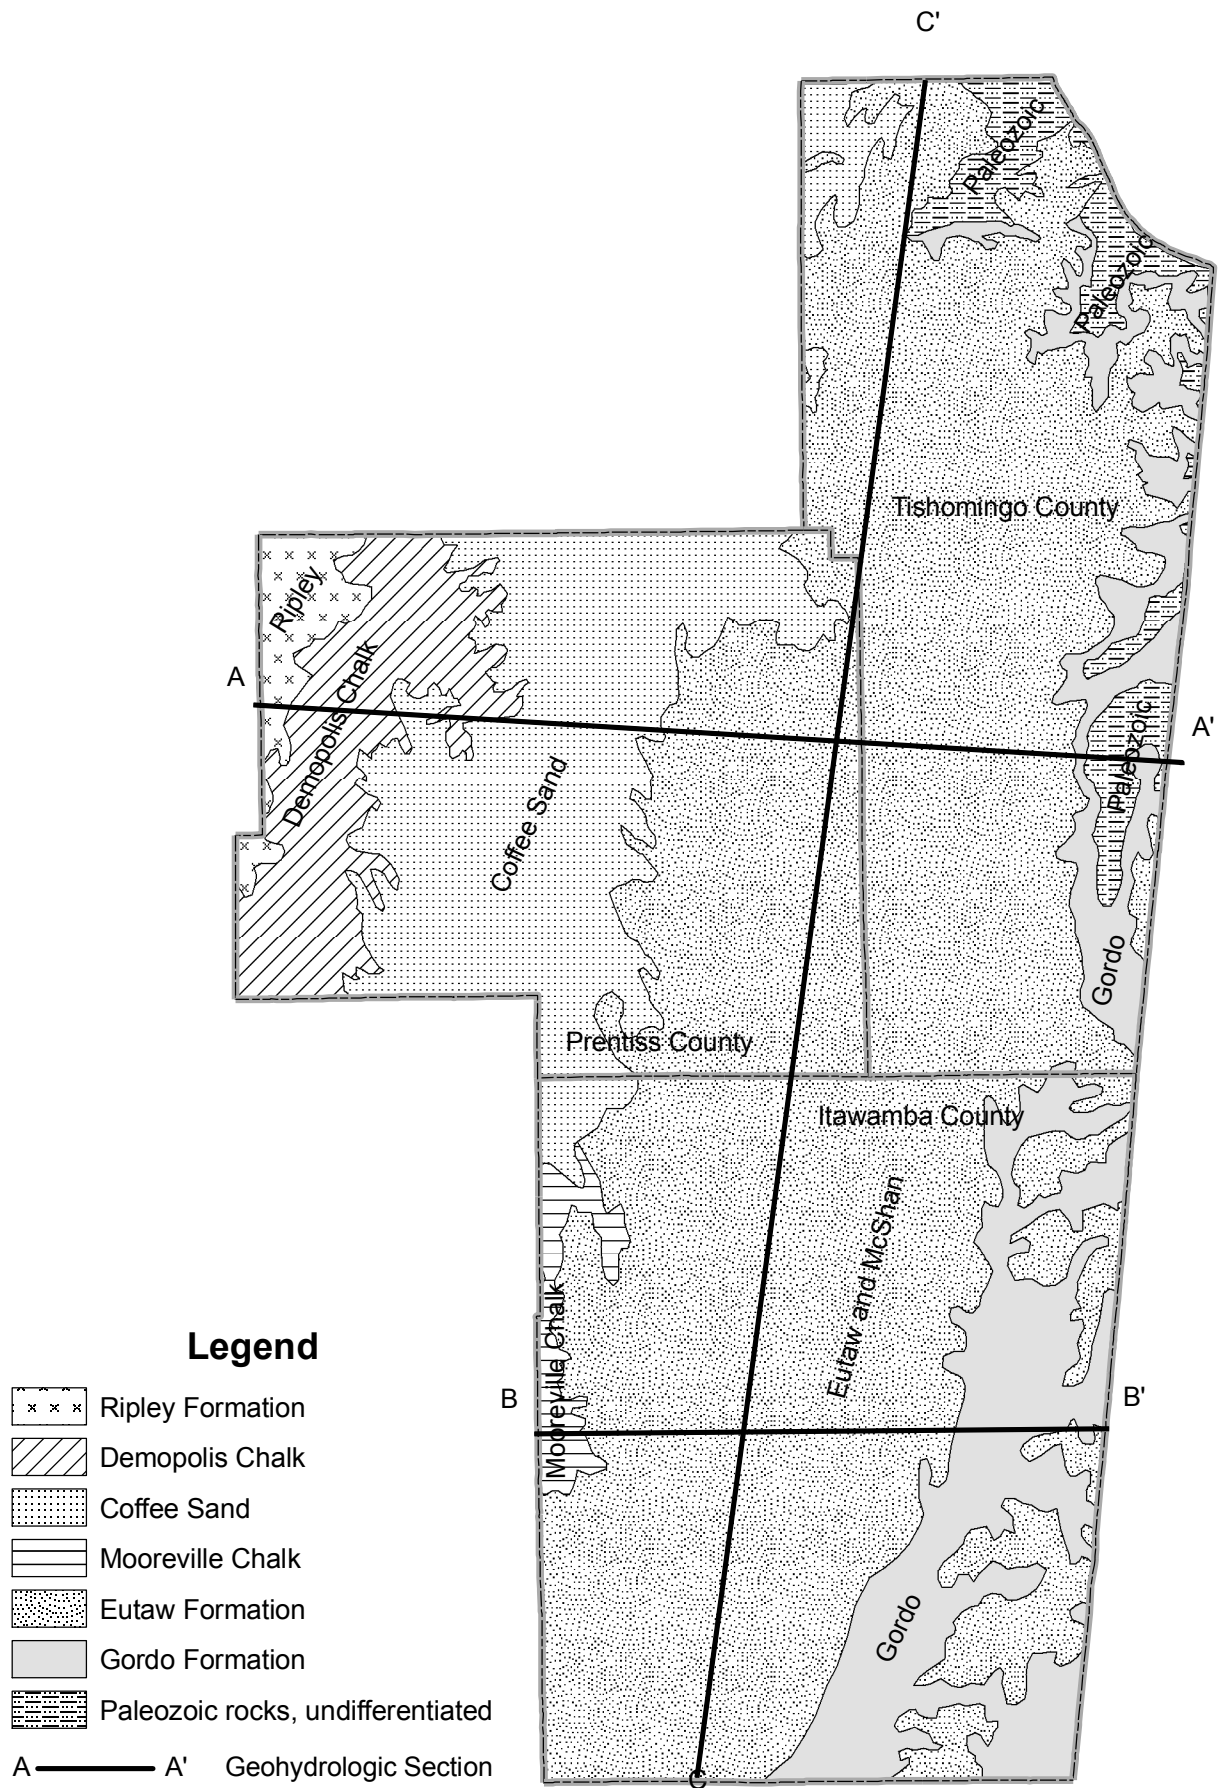 C'
Paleozoic
Paleozoic
Tishomingo County
Ripley
A
Demopolis Chalk
Paleozoic
A'
Coffee Sand
Gordo
Prentiss County
Itawamba County
Eutaw and McShan
Mooreville Chalk
B
B'
Gordo
C
Legend
Ripley Formation
Demopolis Chalk
Coffee Sand
Mooreville Chalk
Eutaw Formation
Gordo Formation
Paleozoic rocks, undifferentiated
A A' Geohydrologic Section